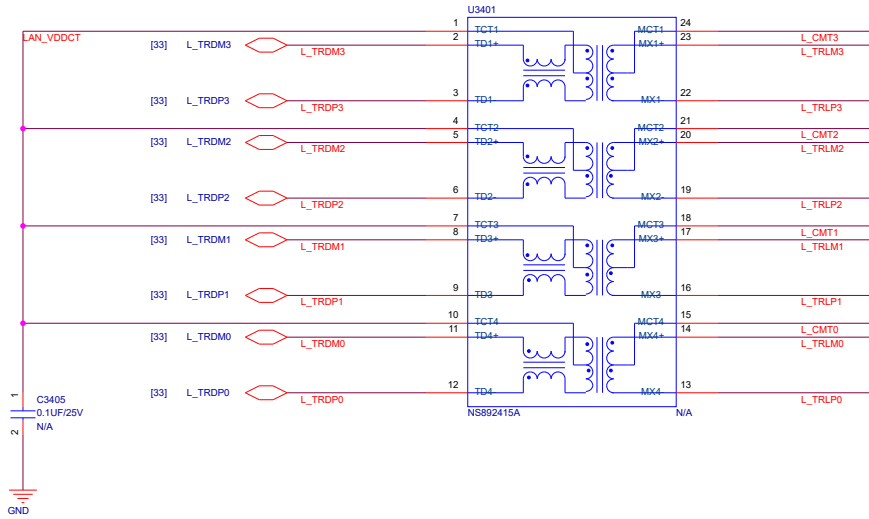 U3401
LAN_VDDCT
1 TCT1 MCT1 24
L_CMT3
[33] L_TRDM3 2 TD1+ MX1+ 23
L_TRDM3 L_TRLM3
[33] L_TRDP3 3 TD1- MX1- 22
L_TRDP3 L_TRLP3
4 TCT2 MCT2 21
L_CMT2
[33] L_TRDM2 5 TD2+ MX2+ 20
L_TRDM2 L_TRLM2
[33] L_TRDP2 6 TD2- MX2- 19
L_TRDP2 L_TRLP2
7 TCT3 MCT3 18
L_CMT1
[33] L_TRDM1 8 TD3+ MX3+ 17
L_TRDM1 L_TRLM1
[33] L_TRDP1 9 TD3- MX3- 16
L_TRDP1 L_TRLP1
10 TCT4 MCT4 15
L_CMT0
[33] L_TRDM0 11 TD4+ MX4+ 14
L_TRDM0 L_TRLM0
[33] L_TRDP0 12 TD4- MX4- 13
L_TRDP0 L_TRLP0
NS892415A N/A
1
C3405
0.1UF/25V
N/A
2
GND